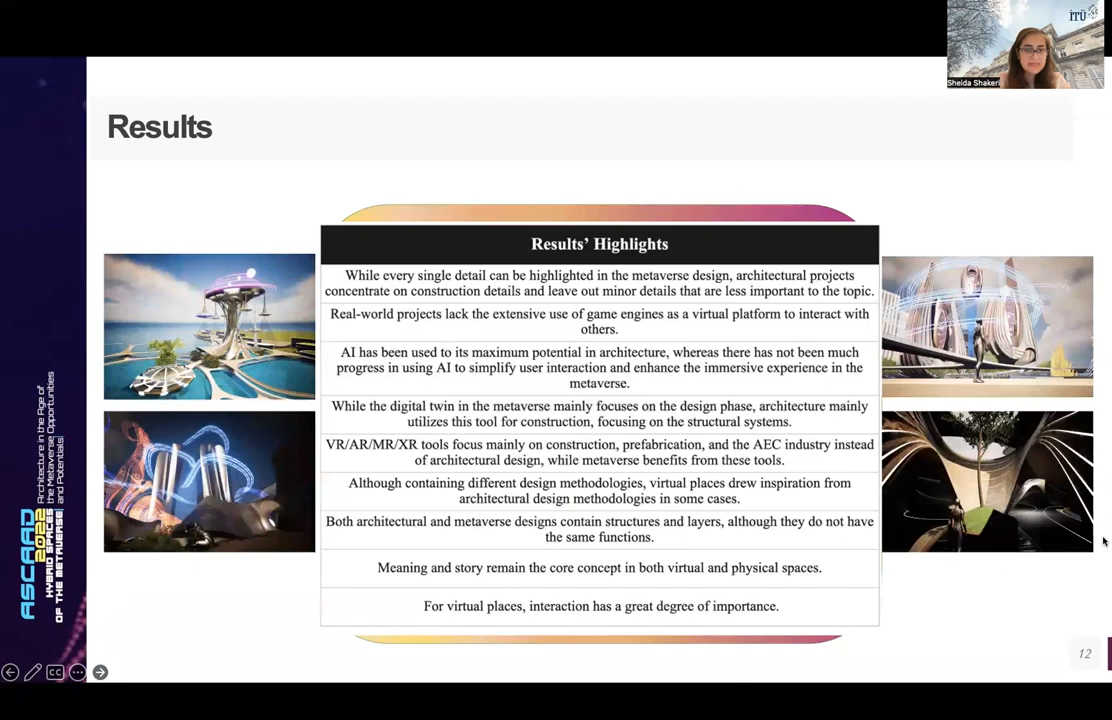 İTÜ
Sheida Shakeri
Results
Results' Highlights
While every single detail can be highlighted in the metaverse design, architectural projects
concentrate on construction details and leave out minor details that are less important to the topic.
Real-world projects lack the extensive use of game engines as a virtual platform to interact with
others.
AI has been used to its maximum potential in architecture, whereas there has not been much
progress in using AI to simplify user interaction and enhance the immersive experience in the
metaverse.
While the digital twin in the metaverse mainly focuses on the design phase, architecture mainly
utilizes this tool for construction, focusing on the structural systems.
VR/AR/MR/XR tools focus mainly on construction, prefabrication, and the AEC industry instead
of architectural design, while metaverse benefits from these tools.
Although containing different design methodologies, virtual places drew inspiration from
architectural design methodologies in some cases.
Both architectural and metaverse designs contain structures and layers, although they do not have
the same functions.
Meaning and story remain the core concept in both virtual and physical spaces.
For virtual places, interaction has a great degree of importance.
ASCAAD
2022
HYBRID SPACES
OF THE METAVERSE
Architecture in the Age of
the Metaverse Opportunities
and Potentials
12
CC